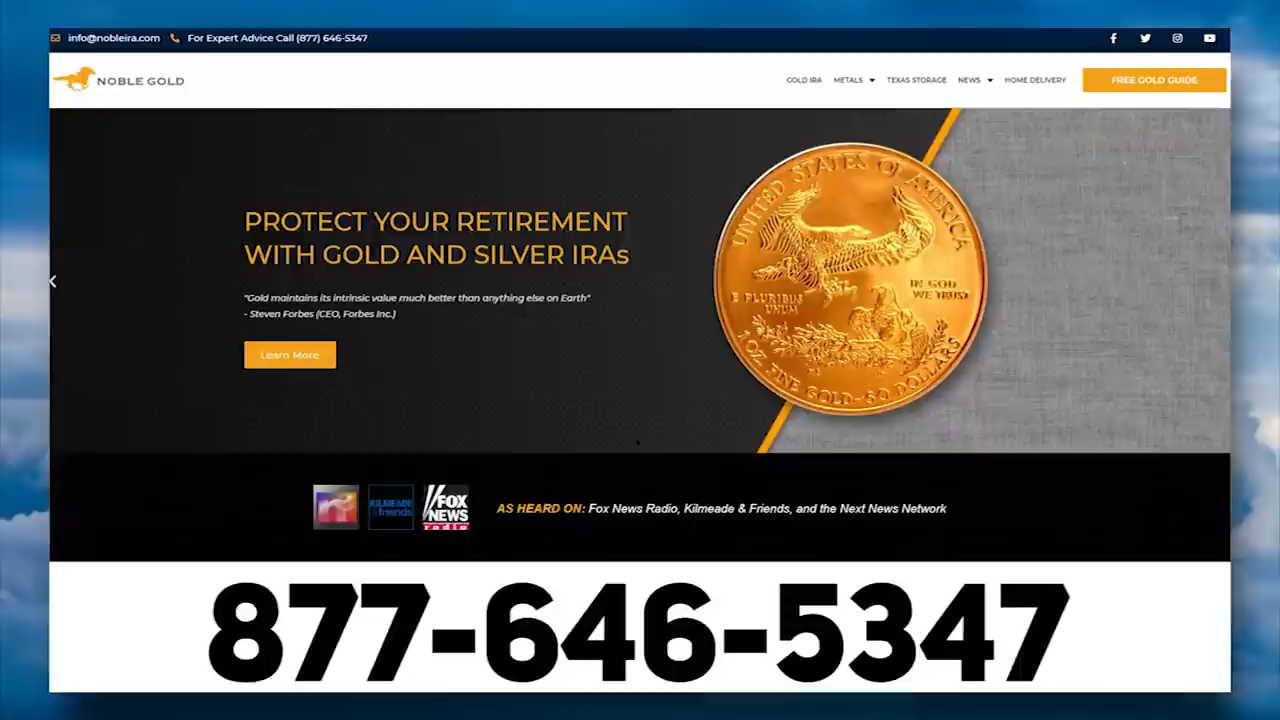 info@nobleira.com For Expert Advice Call (877) 646-5347
NOBLE GOLD
GOLD IRA METALS TEXAS STORAGE NEWS HOME DELIVERY FREE GOLD GUIDE
PROTECT YOUR RETIREMENT
WITH GOLD AND SILVER IRAs
"Gold maintains its intrinsic value much better than anything else on Earth"
- Steven Forbes (CEO, Forbes Inc.)
Learn More
UNITED STATES OF AMERICA
IN GOD
WE TRUST
E PLURIBUS
UNUM
1 OZ. FINE GOLD-50 DOLLARS
KILMEADE
& friends
FOX
NEWS
radio
AS HEARD ON: Fox News Radio, Kilmeade & Friends, and the Next News Network
877-646-5347